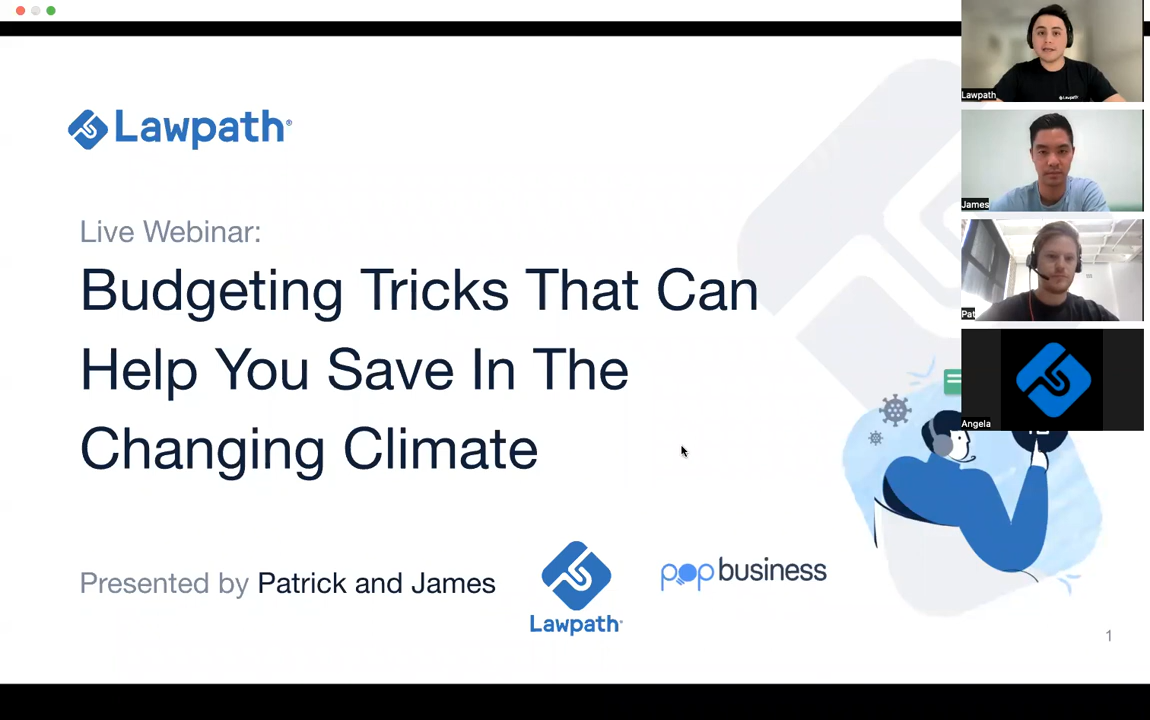 Lawpath®
Live Webinar:
Budgeting Tricks That Can
Help You Save In The
Changing Climate
Presented by Patrick and James
Lawpath
pop business
1
Lawpath
Lawpath
James
Pat
Angela